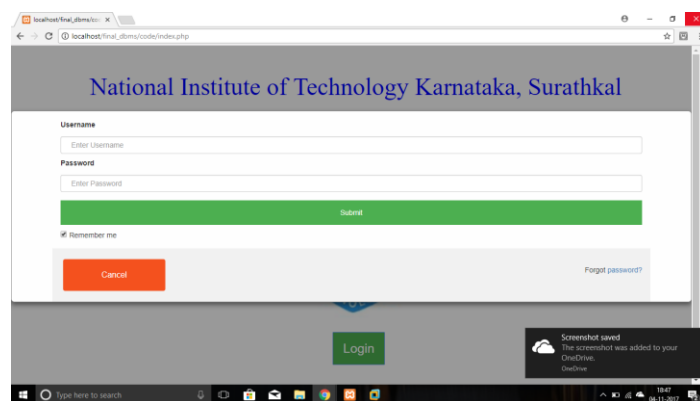 localhost/final_dbms/co
localhost/final_dbms/code/index.php
National Institute of Technology Karnataka, Surathkal
Username
Enter Username
Password
Enter Password
Submit
Remember me
Cancel
Forgot password?
Login
Screenshot saved
The screenshot was added to your
OneDrive.
OneDrive
Type here to search
18:47
04-11-2017